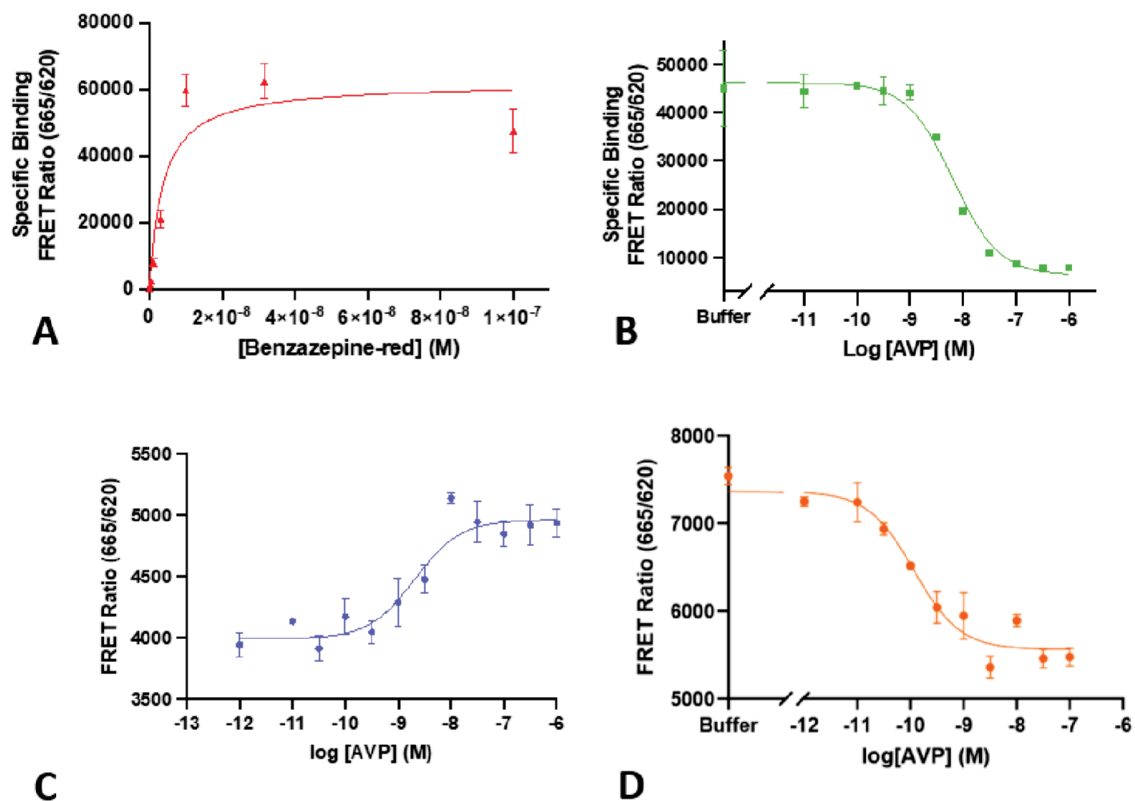 80000
60000
40000
20000
0
Specific Binding
FRET Ratio (665/620)
0
2×10⁻⁸
4×10⁻⁸
6×10⁻⁸
8×10⁻⁸
1×10⁻⁷
[Benzazepine-red] (M)
A
50000
40000
30000
20000
10000
Specific Binding
FRET Ratio (665/620)
Buffer
-11
-10
-9
-8
-7
-6
Log [AVP] (M)
B
5500
5000
4500
4000
3500
FRET Ratio (665/620)
-13
-12
-11
-10
-9
-8
-7
-6
log [AVP] (M)
C
8000
7000
6000
5000
FRET Ratio (665/620)
Buffer
-12
-11
-10
-9
-8
-7
-6
log[AVP] (M)
D